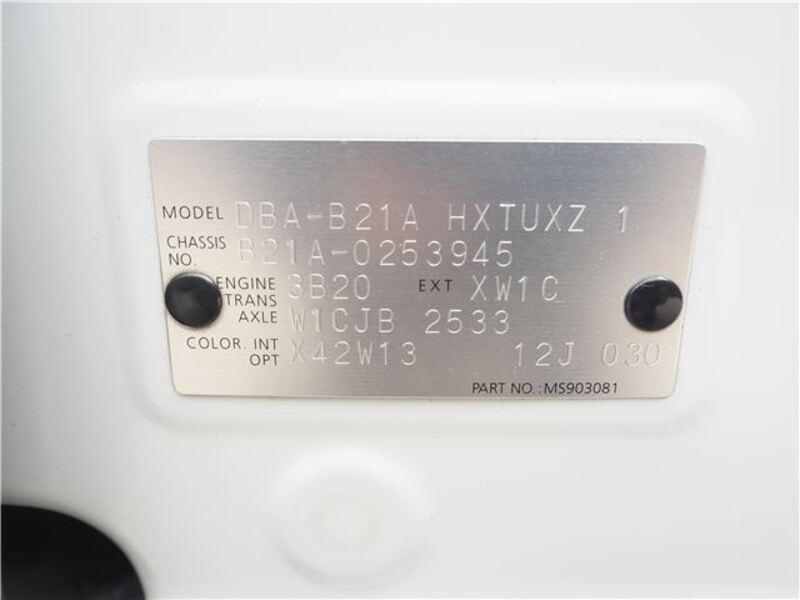 MODEL DBA-B21A HXTUXZ 1
CHASSIS NO. B21A-0253945
ENGINE 3B20 EXT XW1C
TRANS AXLE W1CJB 2533
COLOR. INT OPT X42W13 12J 030
PART NO.:MS903081